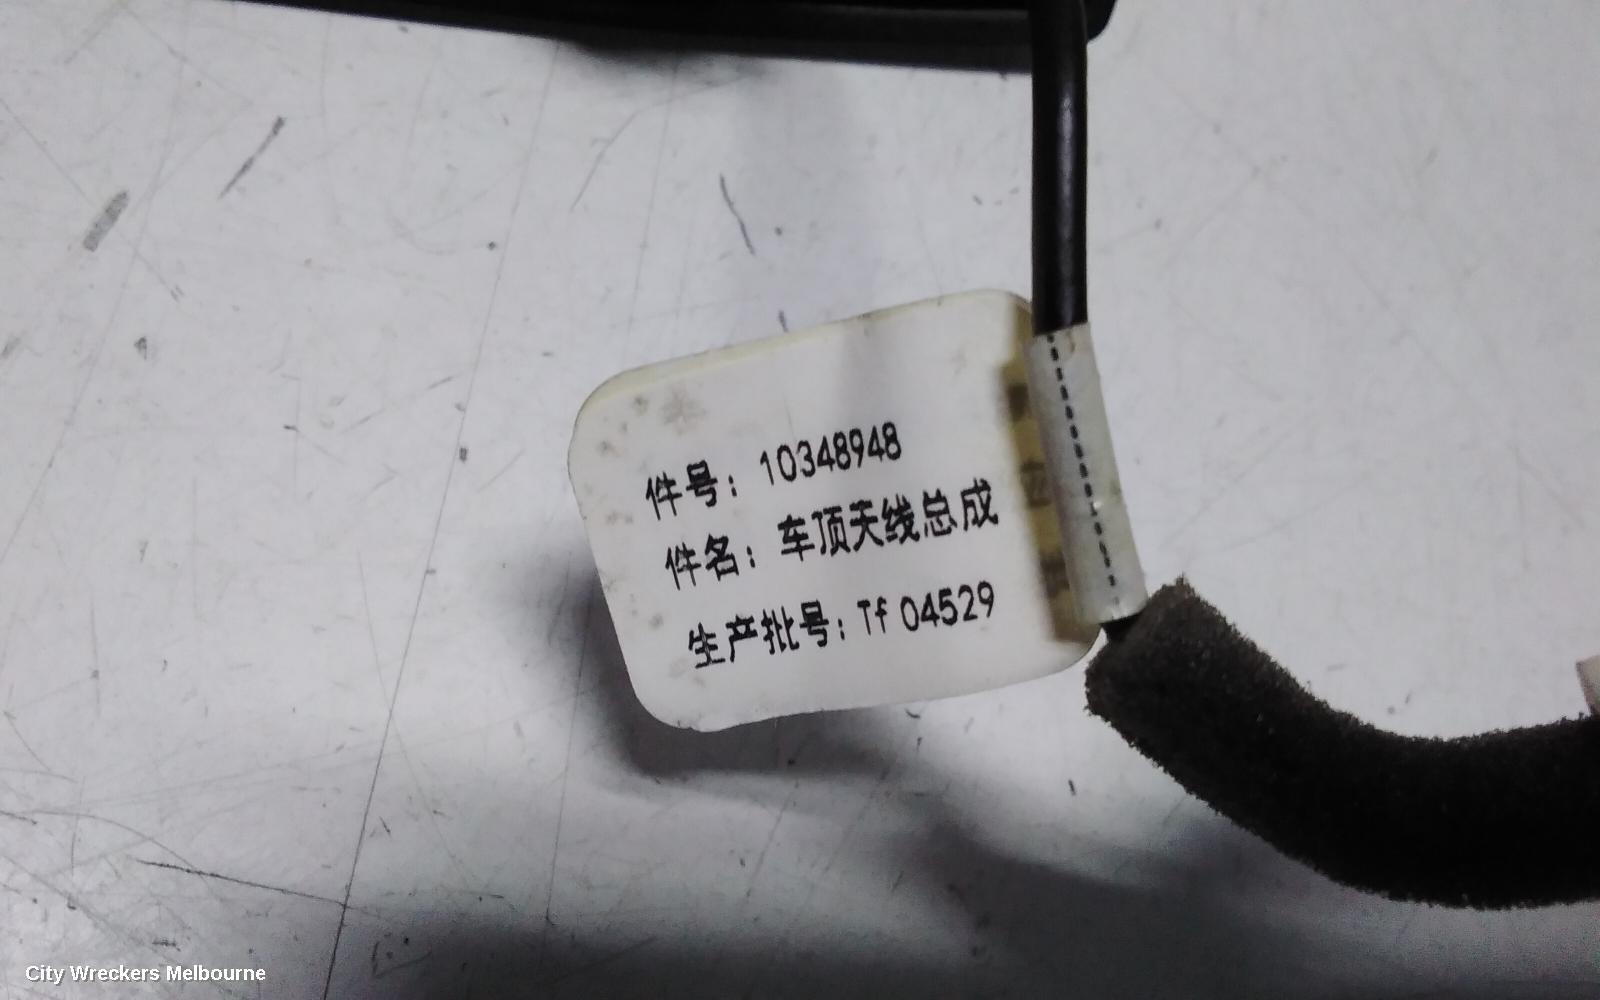 件号：10348948
件名：车顶天线总成
生产批号：Tf 04529
City Wreckers Melbourne